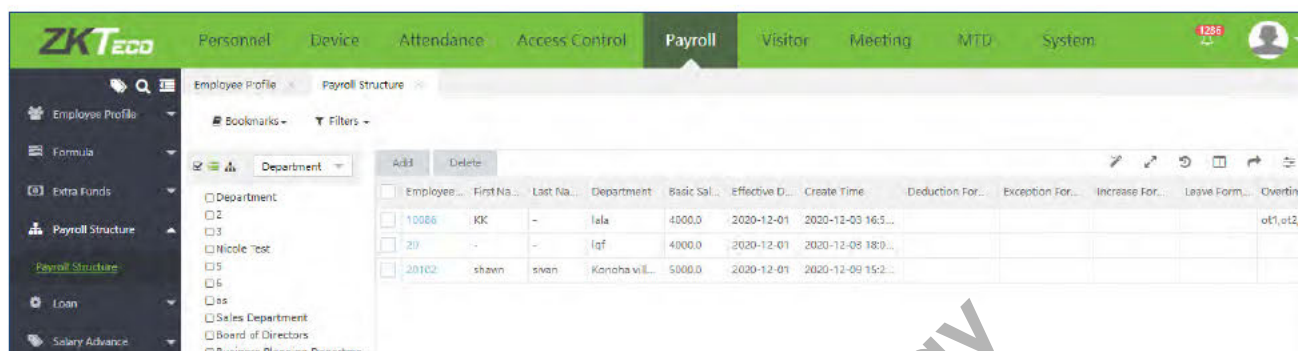 ZKTECO Personnel Device Attendance Access Control Payroll Visitor Meeting MTD System 1286
Employee Profile Payroll Structure
Employee Profile
Bookmarks Filters
Formula
Department
Add Delete
Extra Funds
Department
Employee... First Na... Last Na... Department Basic Sal... Effective D... Create Time Deduction For... Exception For... Increase For... Leave Form... Overtim
2
10086 KK - lala 4000.0 2020-12-01 2020-12-03 16:5... ot1,ot2,
3
Payroll Structure
Nicole Test
20 - - lqf 4000.0 2020-12-01 2020-12-03 18:0...
Payroll Structure
5
20102 shawn sivan Konoha vill... 5000.0 2020-12-01 2020-12-09 15:2...
6
Loan
as
Sales Department
Salary Advance
Board of Directors